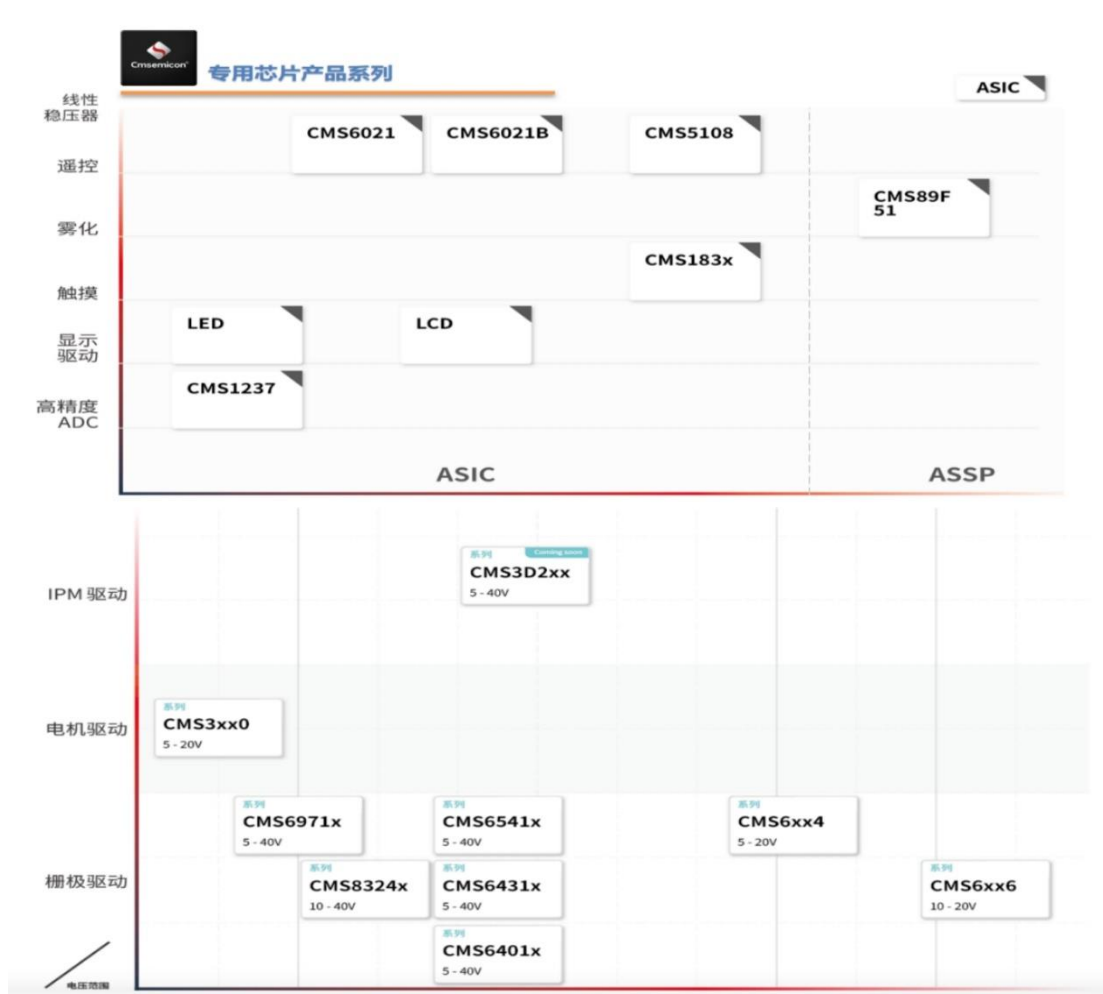 Cmsemicon
专用芯片产品系列
ASIC
线性
稳压器
CMS6021
CMS6021B
CMS5108
遥控
CMS89F
51
雾化
CMS183x
触摸
LED
LCD
显示
驱动
CMS1237
高精度
ADC
ASIC
ASSP
系列
Coming soon
CMS3D2xx
5 - 40V
IPM 驱动
系列
CMS3xx0
5 - 20V
电机驱动
系列
CMS6971x
5 - 40V
系列
CMS6541x
5 - 40V
系列
CMS6xx4
5 - 20V
栅极驱动
系列
CMS8324x
10 - 40V
系列
CMS6431x
5 - 40V
系列
CMS6xx6
10 - 20V
系列
CMS6401x
5 - 40V
电压范围